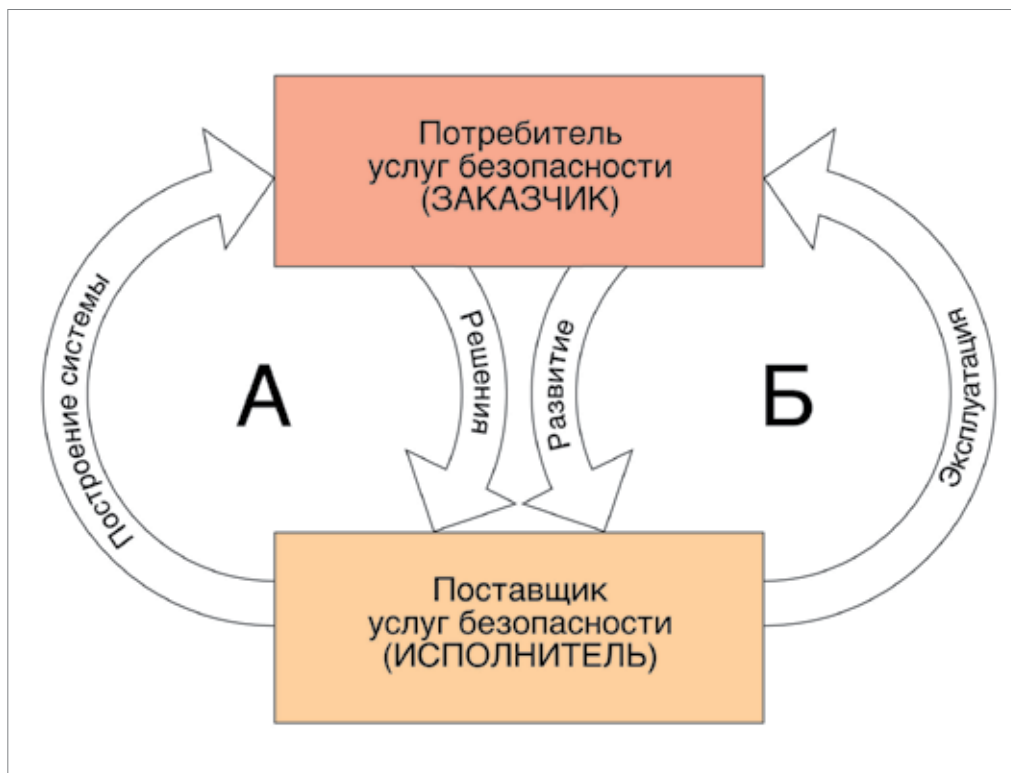 Потребитель
услуг безопасности
(ЗАКАЗЧИК)
Построение системы
А
Решения
Развитие
Б
Эксплуатация
Поставщик
услуг безопасности
(ИСПОЛНИТЕЛЬ)